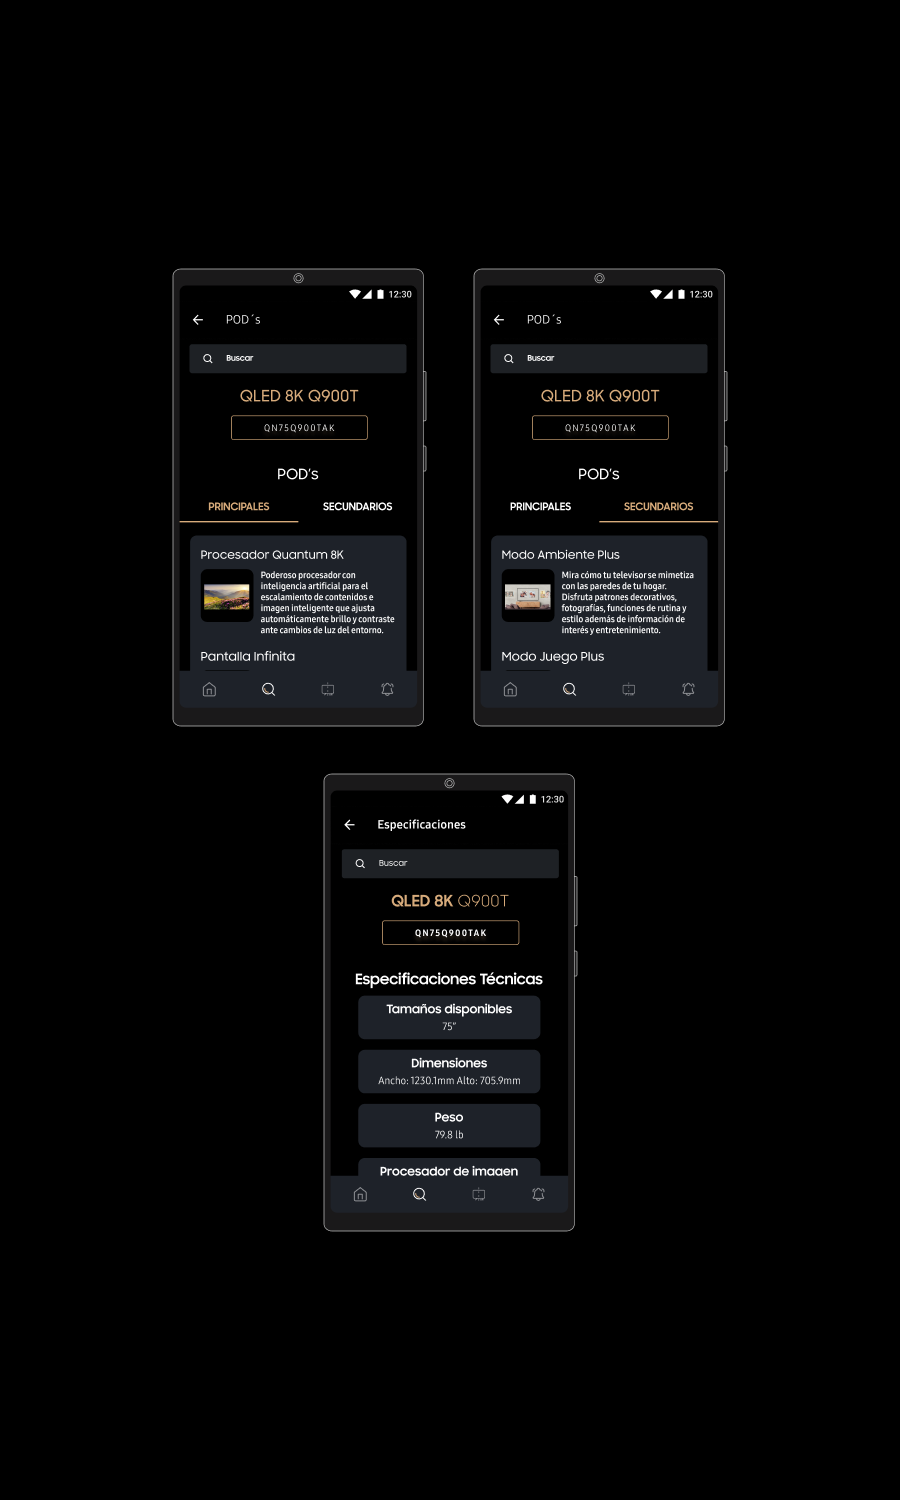 12:30
POD´s
Buscar
QLED 8K Q900T
QN75Q900TAK
POD's
PRINCIPALES SECUNDARIOS
Procesador Quantum 8K
Poderoso procesador con
inteligencia artificial para el
escalamiento de contenidos e
imagen inteligente que ajusta
automáticamente brillo y contraste
ante cambios de luz del entorno.
Pantalla Infinita
12:30
POD´s
Buscar
QLED 8K Q900T
QN75Q900TAK
POD's
PRINCIPALES SECUNDARIOS
Modo Ambiente Plus
Mira cómo tu televisor se mimetiza
con las paredes de tu hogar.
Disfruta patrones decorativos,
fotografías, funciones de rutina y
estilo además de información de
interés y entretenimiento.
Modo Juego Plus
12:30
Especificaciones
Buscar
QLED 8K Q900T
QN75Q900TAK
Especificaciones Técnicas
Tamaños disponibles
75"
Dimensiones
Ancho: 1230.1mm Alto: 705.9mm
Peso
79.8 lb
Procesador de imagen